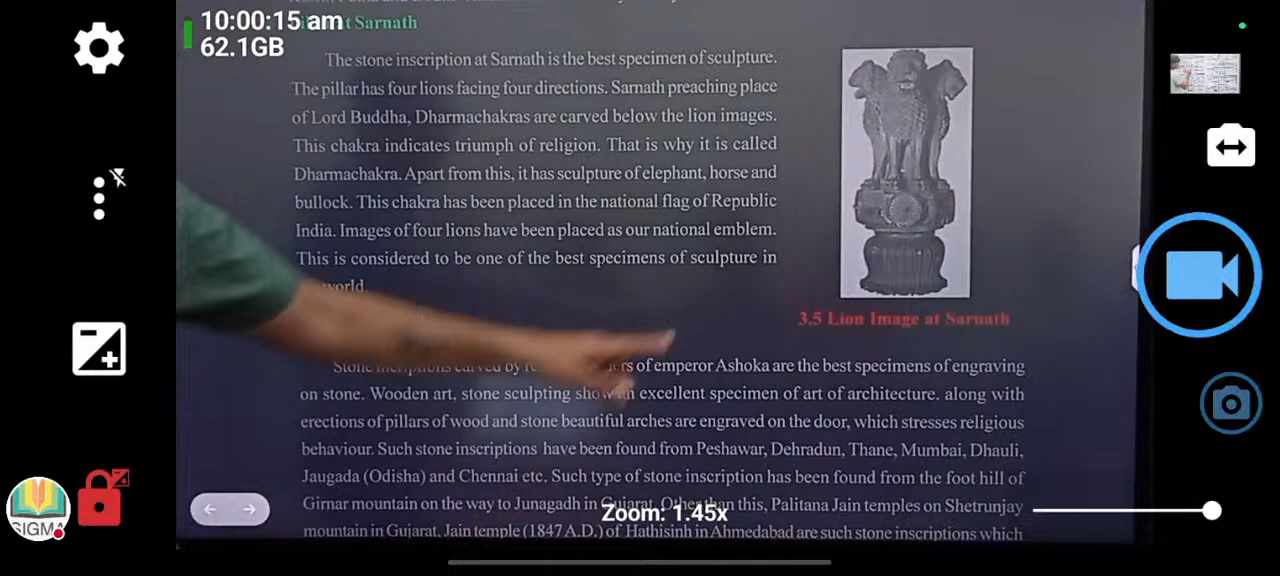 10:00:15 am
62.1GB
at Sarnath
The stone inscription at Sarnath is the best specimen of sculpture.
The pillar has four lions facing four directions. Sarnath preaching place
of Lord Buddha, Dharmachakras are carved below the lion images.
This chakra indicates triumph of religion. That is why it is called
Dharmachakra. Apart from this, it has sculpture of elephant, horse and
bullock. This chakra has been placed in the national flag of Republic
India. Images of four lions have been placed as our national emblem.
This is considered to be one of the best specimens of sculpture in
world.
3.5 Lion Image at Sarnath
Stone carved by of emperor Ashoka are the best specimens of engraving
on stone. Wooden art, stone sculpting show an excellent specimen of art of architecture. along with
erections of pillars of wood and stone beautiful arches are engraved on the door, which stresses religious
behaviour. Such stone inscriptions have been found from Peshawar, Dehradun, Thane, Mumbai, Dhauli,
Jaugada (Odisha) and Chennai etc. Such type of stone inscription has been found from the foot hill of
Girnar mountain on the way to Junagadh in Gujarat. Other than this, Palitana Jain temples on Shetrunjay
Zoom: 1.45x
mountain in Gujarat, Jain temple (1847 A.D.) of Hathisinh in Ahmedabad are such stone inscriptions which
SIGMA